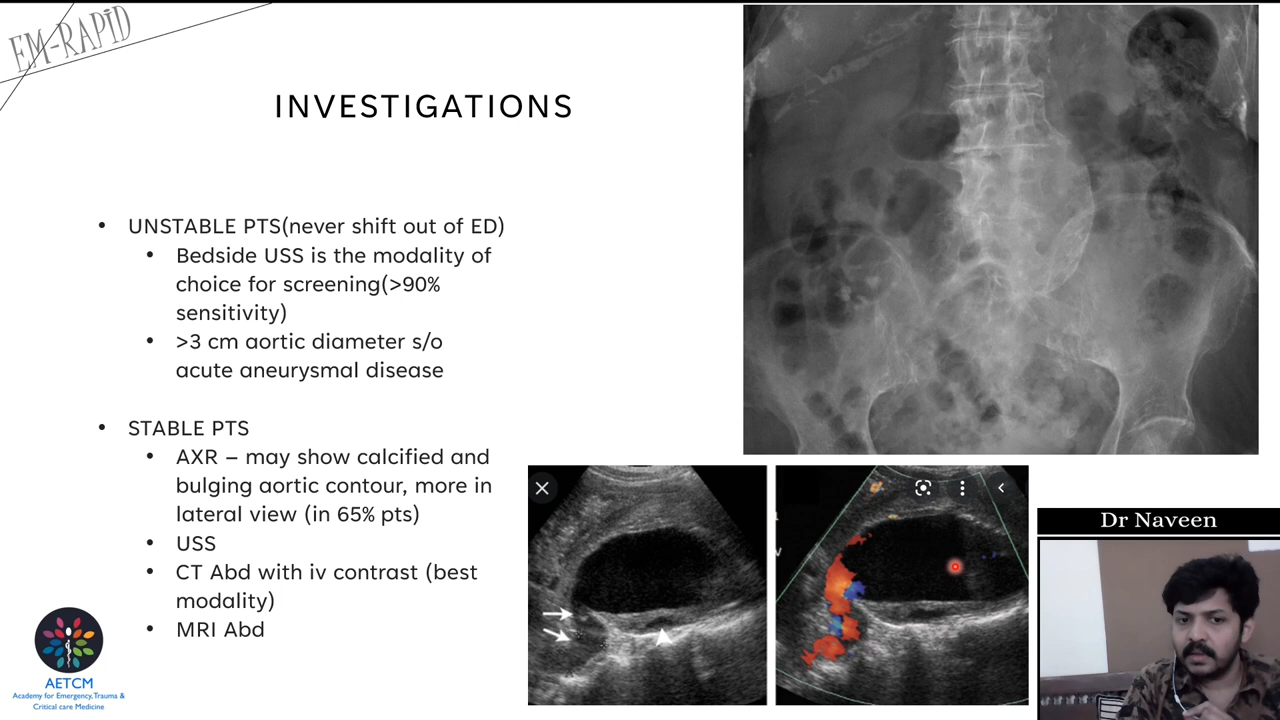 EM-RAPID
INVESTIGATIONS
• UNSTABLE PTS(never shift out of ED)
• Bedside USS is the modality of
choice for screening(>90%
sensitivity)
• >3 cm aortic diameter s/o
acute aneurysmal disease
• STABLE PTS
• AXR – may show calcified and
bulging aortic contour, more in
lateral view (in 65% pts)
• USS
• CT Abd with iv contrast (best
modality)
• MRI Abd
AETCM
Academy for Emergency, Trauma &
Critical care Medicine
Dr Naveen